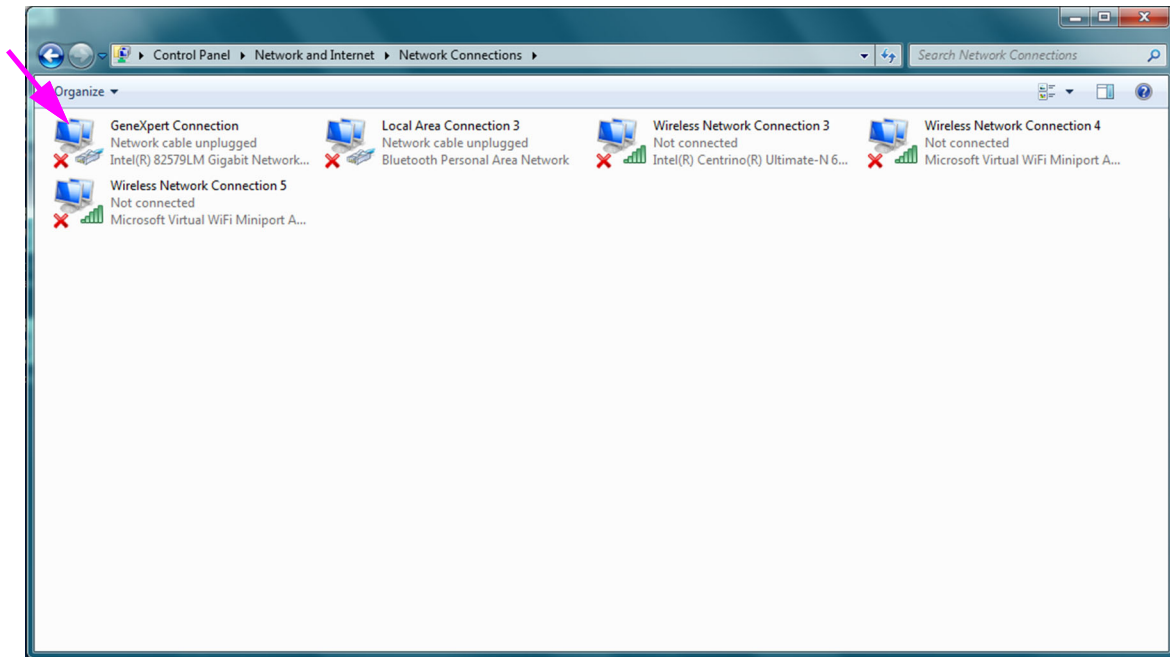 Control Panel ▸ Network and Internet ▸ Network Connections ▸
Search Network Connections
Organize
GeneXpert Connection
Network cable unplugged
Intel(R) 82579LM Gigabit Network...
Local Area Connection 3
Network cable unplugged
Bluetooth Personal Area Network
Wireless Network Connection 3
Not connected
Intel(R) Centrino(R) Ultimate-N 6...
Wireless Network Connection 4
Not connected
Microsoft Virtual WiFi Miniport A...
Wireless Network Connection 5
Not connected
Microsoft Virtual WiFi Miniport A...